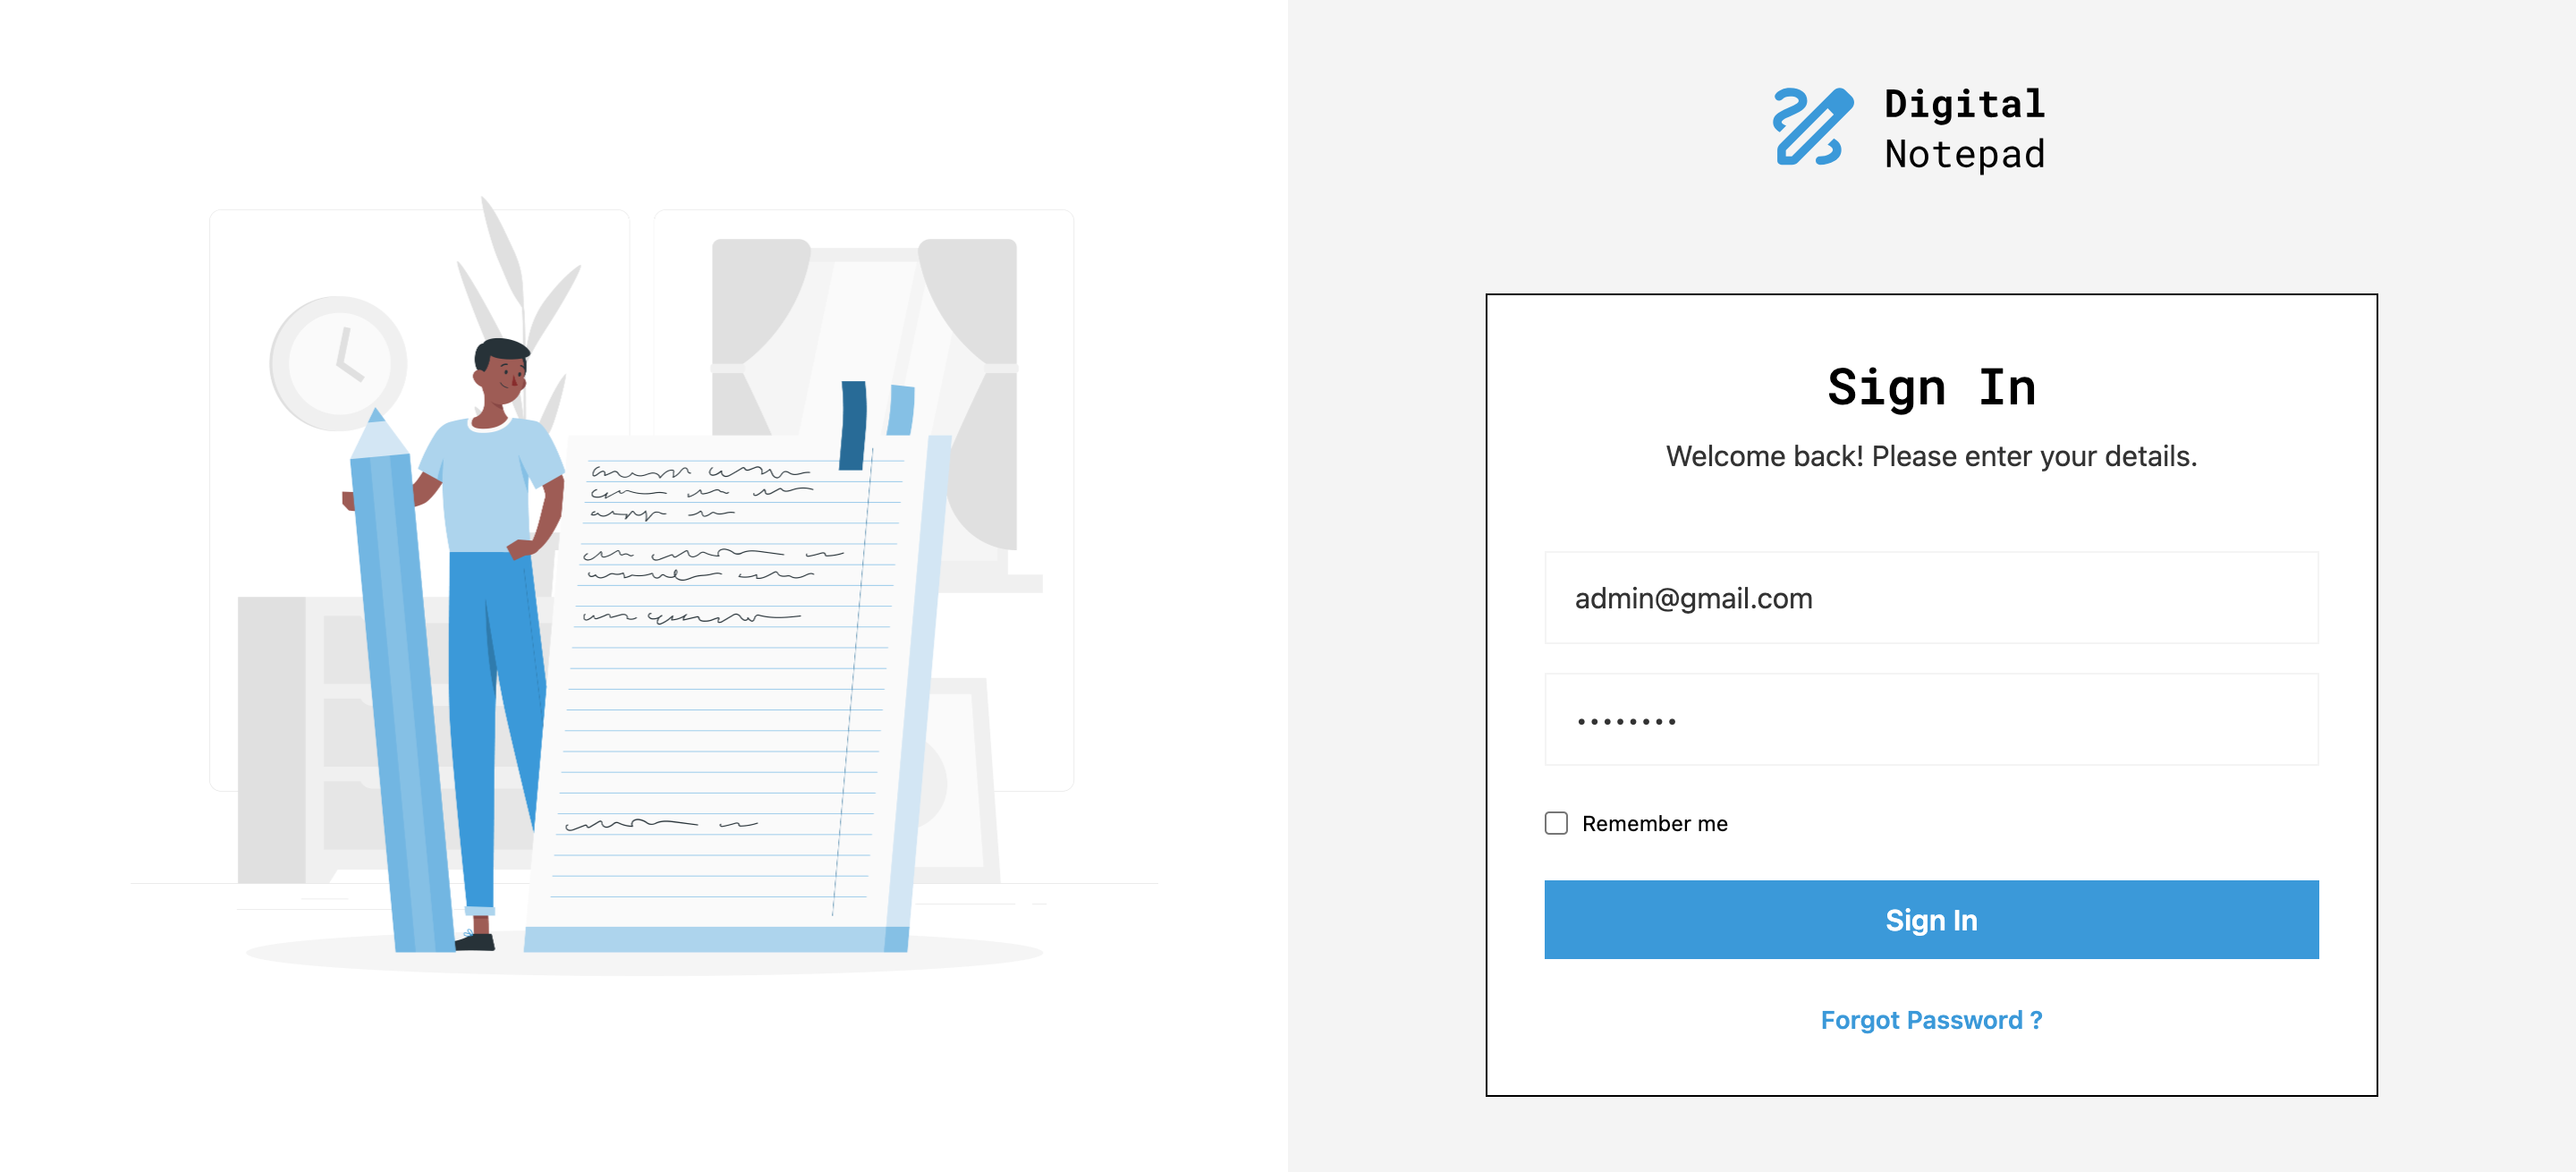 Digital
Notepad
Sign In
Welcome back! Please enter your details.
admin@gmail.com
••••••••
Remember me
Sign In
Forgot Password ?